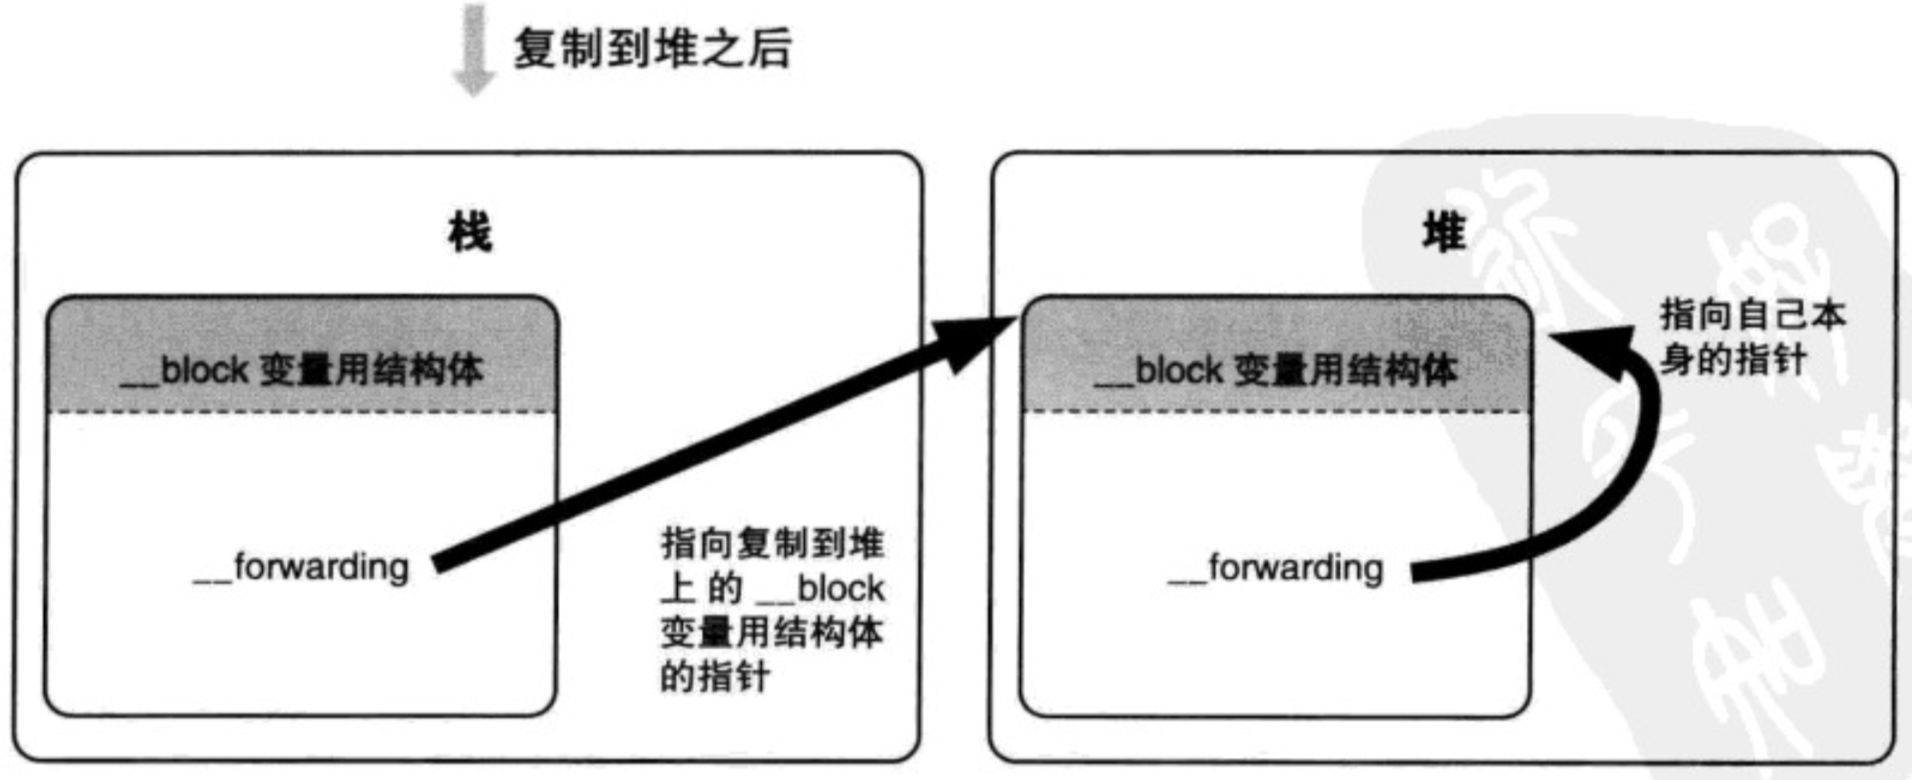 复制到堆之后
栈
__block 变量用结构体
__forwarding
指向复制到堆
上的 __block
变量用结构体
的指针
堆
__block 变量用结构体
__forwarding
指向自己本
身的指针